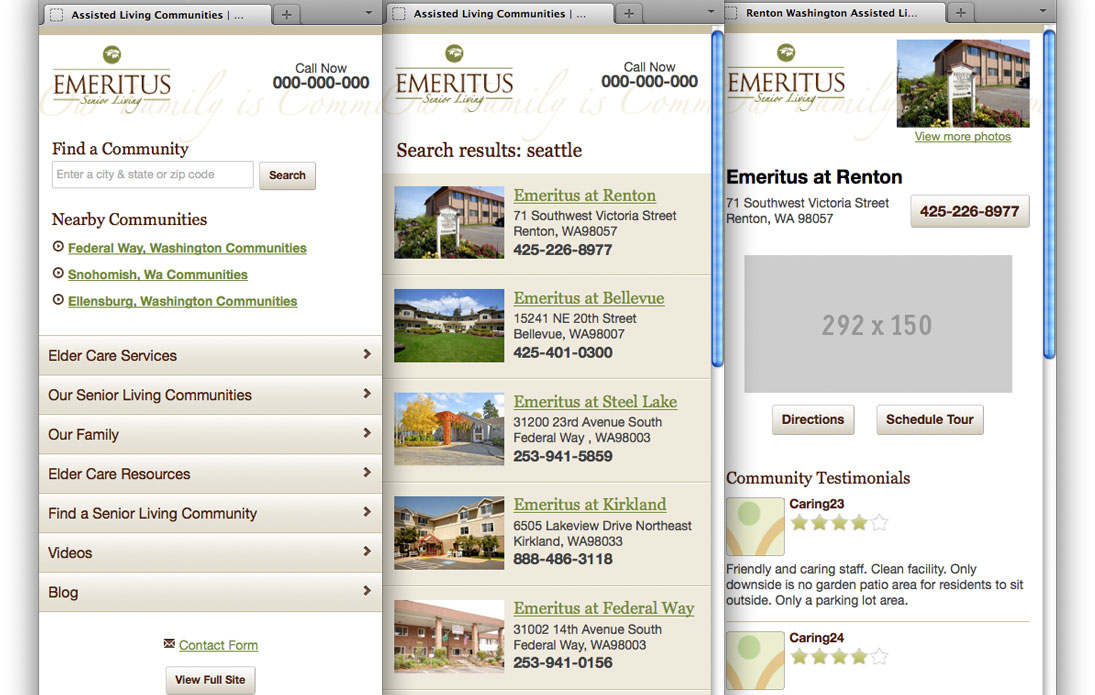 Assisted Living Communities | ...
EMERITUS
Senior Living
Call Now
000-000-000
Our Family is Comm
Find a Community
Enter a city & state or zip code
Search
Nearby Communities
Federal Way, Washington Communities
Snohomish, Wa Communities
Ellensburg, Washington Communities
Elder Care Services
Our Senior Living Communities
Our Family
Elder Care Resources
Find a Senior Living Community
Videos
Blog
Contact Form
View Full Site
Assisted Living Communities | ...
EMERITUS
Senior Living
Call Now
000-000-000
Our Family is Comm
Search results: seattle
Emeritus at Renton
71 Southwest Victoria Street
Renton, WA98057
425-226-8977
Emeritus at Bellevue
15241 NE 20th Street
Bellevue, WA98007
425-401-0300
Emeritus at Steel Lake
31200 23rd Avenue South
Federal Way , WA98003
253-941-5859
Emeritus at Kirkland
6505 Lakeview Drive Northeast
Kirkland, WA98033
888-486-3118
Emeritus at Federal Way
31002 14th Avenue South
Federal Way, WA98003
253-941-0156
Renton Washington Assisted Li...
EMERITUS
Senior Living
View more photos
Emeritus at Renton
71 Southwest Victoria Street
Renton, WA 98057
425-226-8977
292 x 150
Directions
Schedule Tour
Community Testimonials
Caring23
Friendly and caring staff. Clean facility. Only
downside is no garden patio area for residents to sit
outside. Only a parking lot area.
Caring24